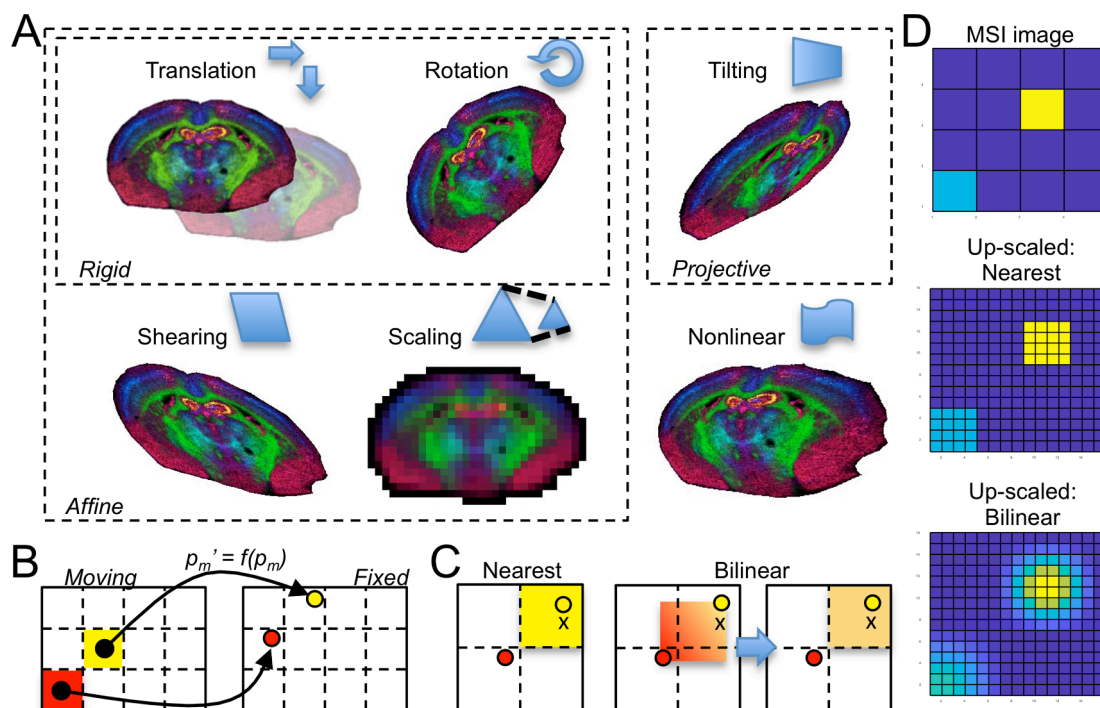 A
Translation
Rotation
Rigid
Tilting
Projective
Shearing
Scaling
Nonlinear
Affine
B
Moving
pm' = f(pm)
Fixed
C
Nearest
x
Bilinear
x
x
D
MSI image
Up-scaled:
Nearest
Up-scaled:
Bilinear